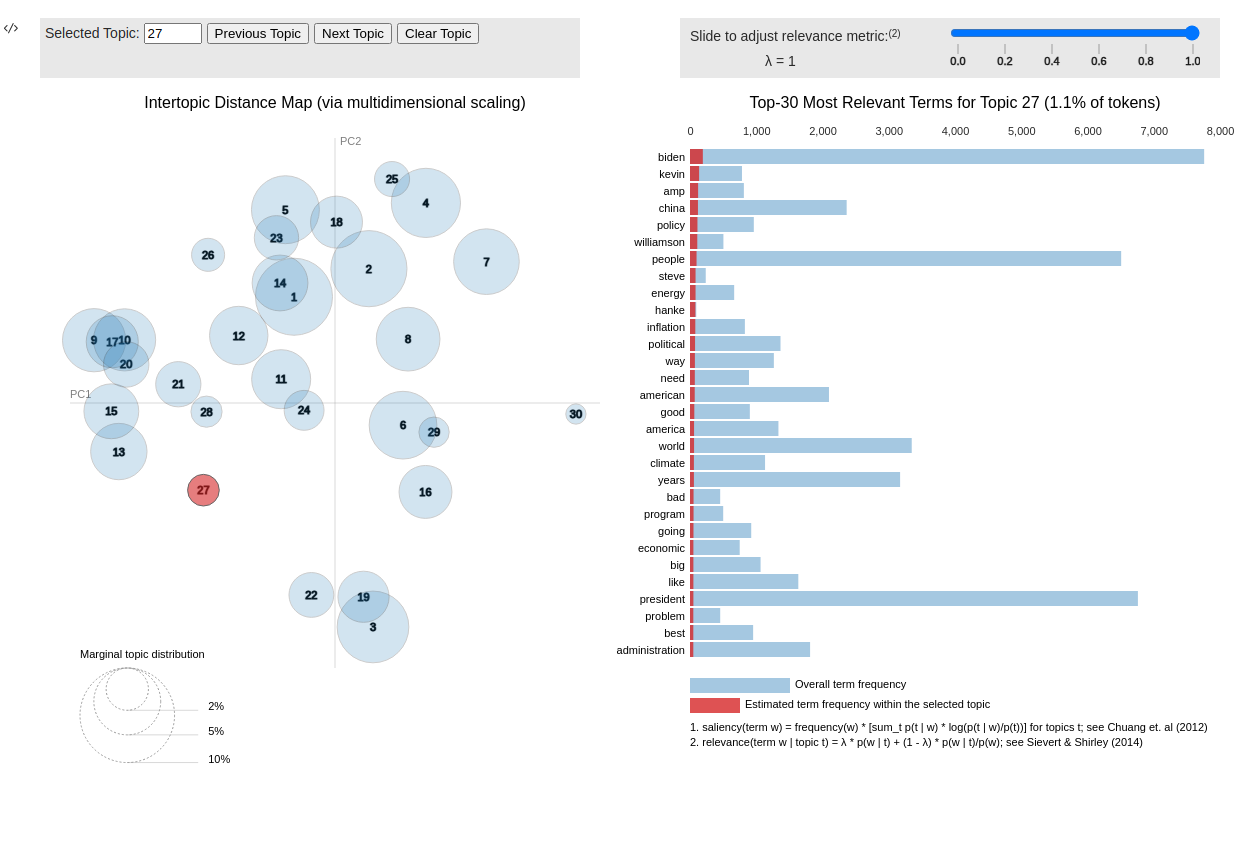 Selected Topic: 27 Previous Topic Next Topic Clear Topic
Slide to adjust relevance metric:(2)
λ = 1
0.0 0.2 0.4 0.6 0.8 1.0
Intertopic Distance Map (via multidimensional scaling)
PC2
25
5
4
18
23
26
2
7
14
1
12
8
9
17
10
20
21
11
PC1
15
28
24
6
29
30
13
27
16
22
19
3
Marginal topic distribution
2%
5%
10%
Top-30 Most Relevant Terms for Topic 27 (1.1% of tokens)
0 1,000 2,000 3,000 4,000 5,000 6,000 7,000 8,000
biden
kevin
amp
china
policy
williamson
people
steve
energy
hanke
inflation
political
way
need
american
good
america
world
climate
years
bad
program
going
economic
big
like
president
problem
best
administration
Overall term frequency
Estimated term frequency within the selected topic
1. saliency(term w) = frequency(w) * [sum_t p(t | w) * log(p(t | w)/p(t))] for topics t; see Chuang et. al (2012)
2. relevance(term w | topic t) = λ * p(w | t) + (1 - λ) * p(w | t)/p(w); see Sievert & Shirley (2014)